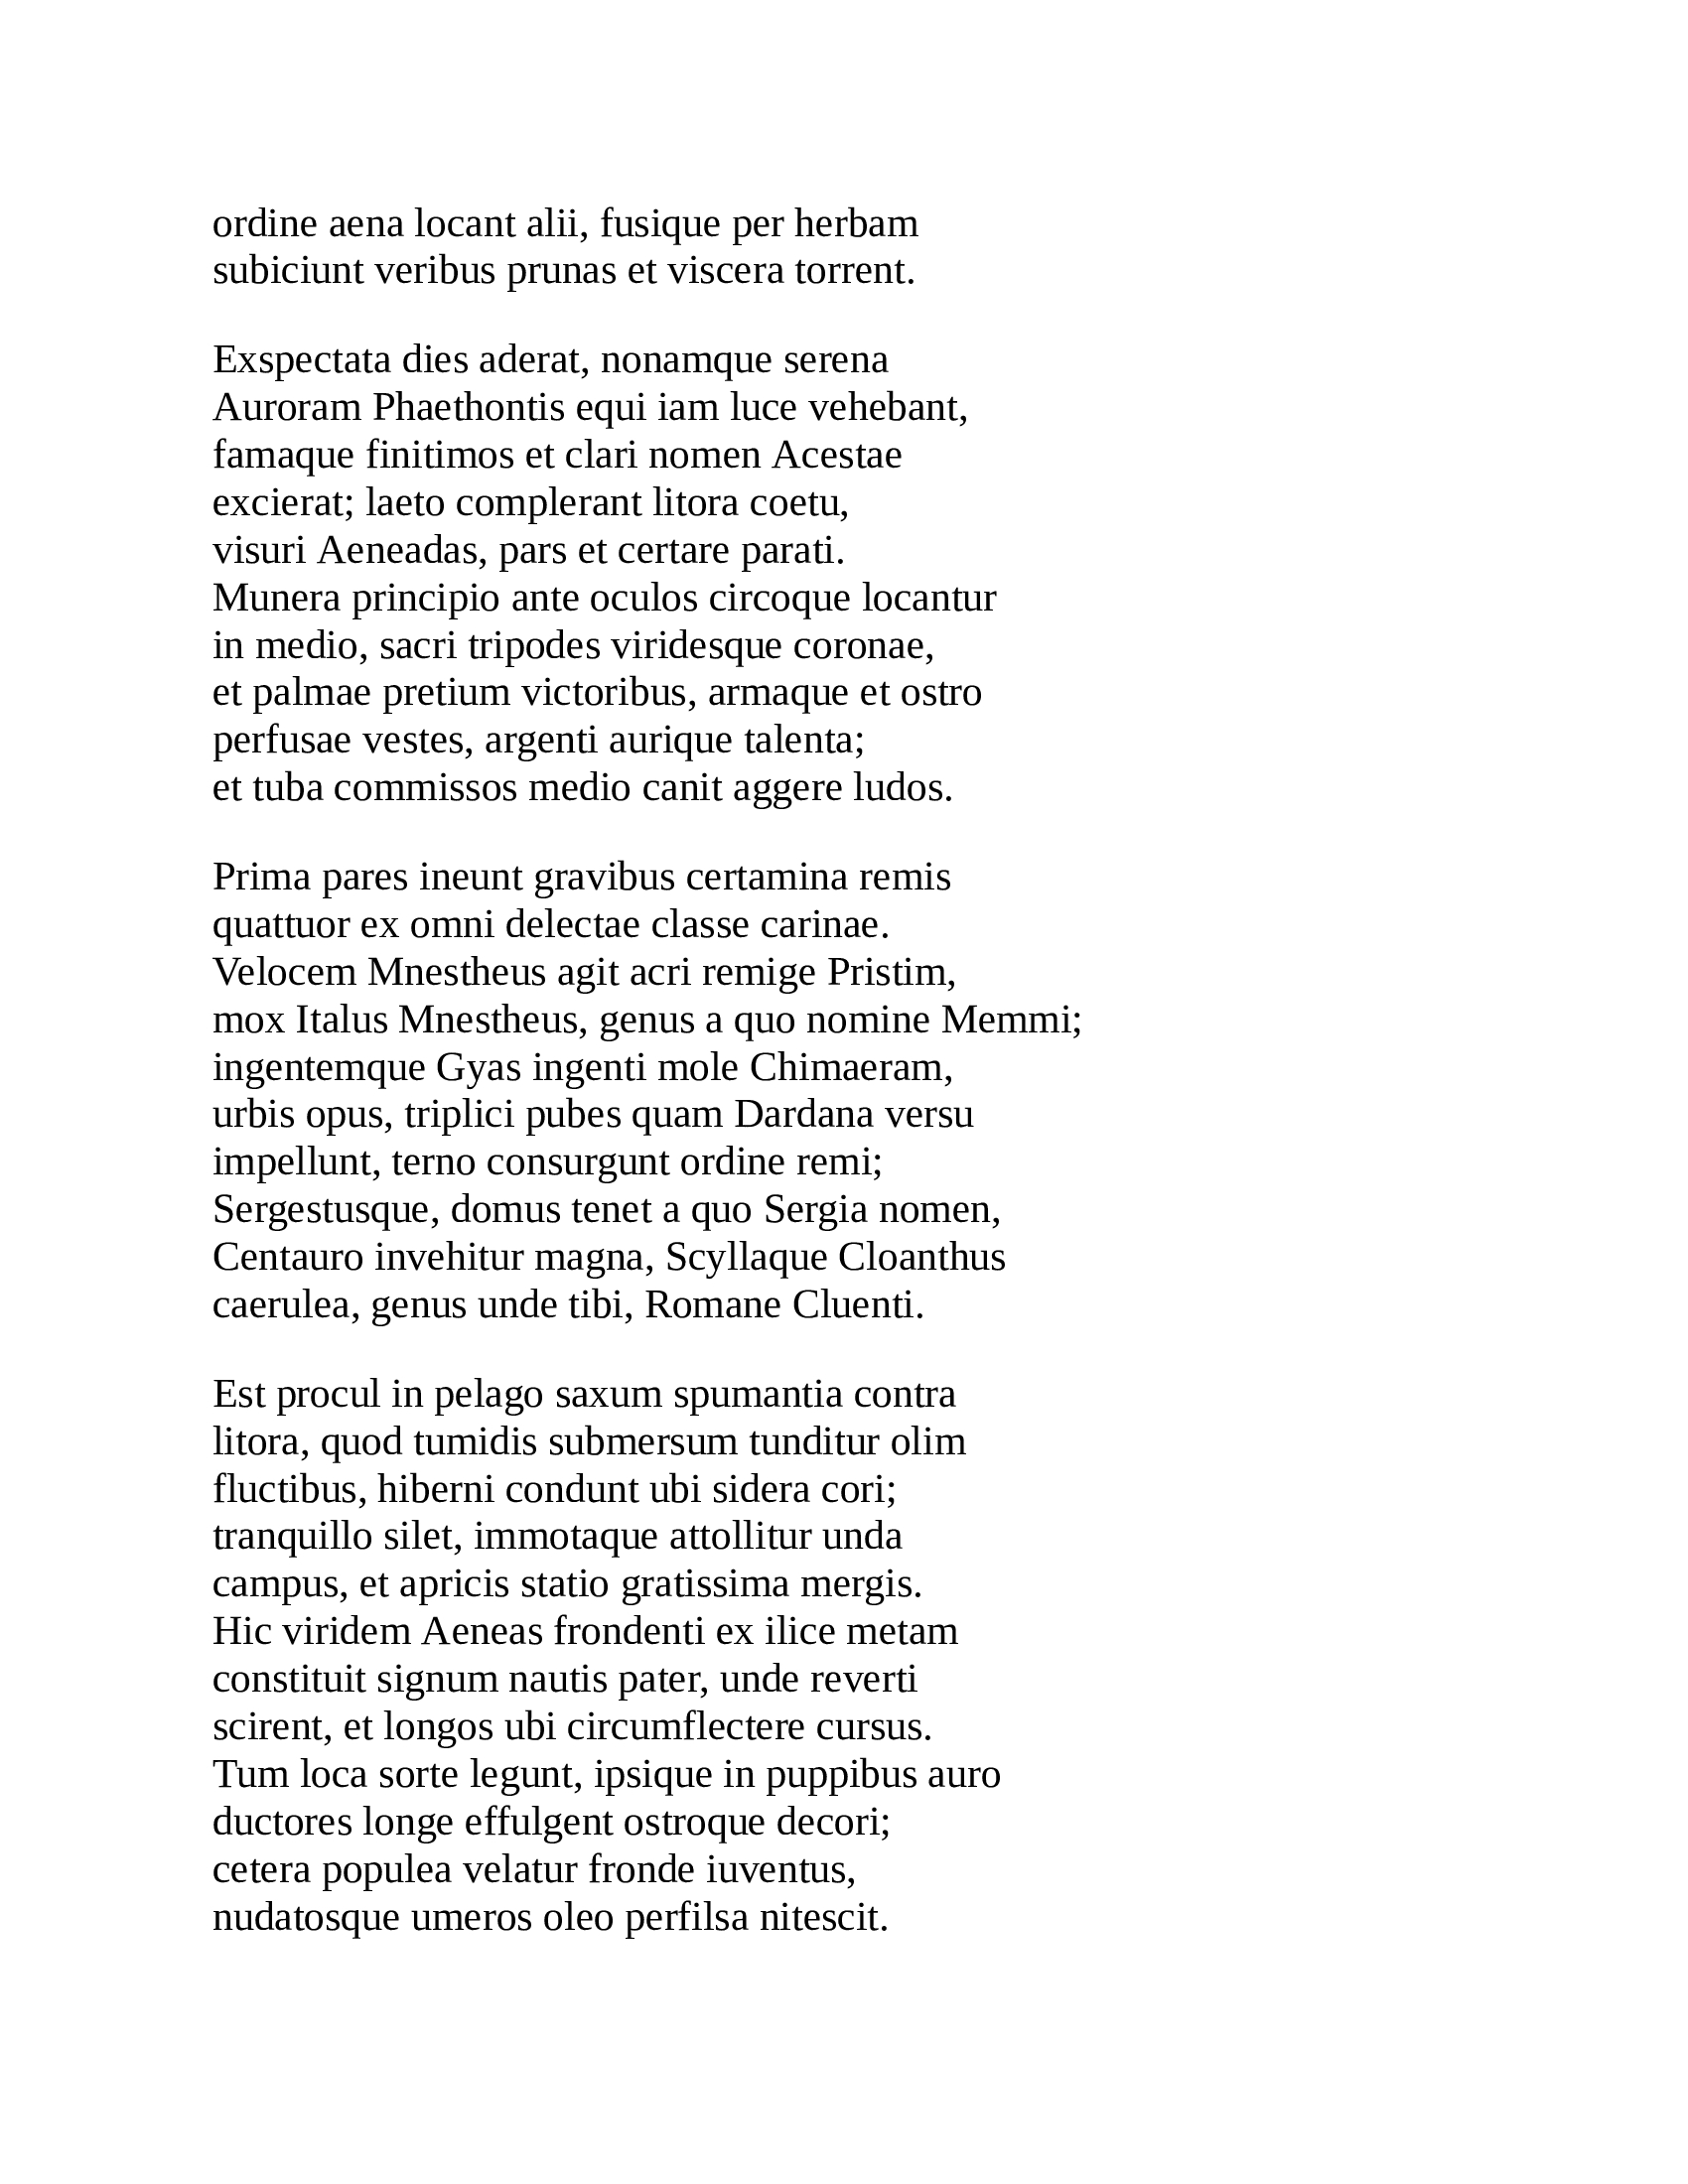 ordine aena locant alii, fusique per herbam
subiciunt veribus prunas et viscera torrent.
Exspectata dies aderat, nonamque serena
Auroram Phaethontis equi iam luce vehebant,
famaque finitimos et clari nomen Acestae
excierat; laeto complerant litora coetu,
visuri Aeneadas, pars et certare parati.
Munera principio ante oculos circoque locantur
in medio, sacri tripodes viridesque coronae,
et palmae pretium victoribus, armaque et ostro
perfusae vestes, argenti aurique talenta;
et tuba commissos medio canit aggere ludos.
Prima pares ineunt gravibus certamina remis
quattuor ex omni delectae classe carinae.
Velocem Mnestheus agit acri remige Pristim,
mox Italus Mnestheus, genus a quo nomine Memmi;
ingentemque Gyas ingenti mole Chimaeram,
urbis opus, triplici pubes quam Dardana versu
impellunt, terno consurgunt ordine remi;
Sergestusque, domus tenet a quo Sergia nomen,
Centauro invehitur magna, Scyllaque Cloanthus
caerulea, genus unde tibi, Romane Cluenti.
Est procul in pelago saxum spumantia contra
litora, quod tumidis submersum tunditur olim
fluctibus, hiberni condunt ubi sidera cori;
tranquillo silet, immotaque attollitur unda
campus, et apricis statio gratissima mergis.
Hic viridem Aeneas frondenti ex ilice metam
constituit signum nautis pater, unde reverti
scirent, et longos ubi circumflectere cursus.
Tum loca sorte legunt, ipsique in puppibus auro
ductores longe effulgent ostroque decori;
cetera populea velatur fronde iuventus,
nudatosque umeros oleo perfilsa nitescit.